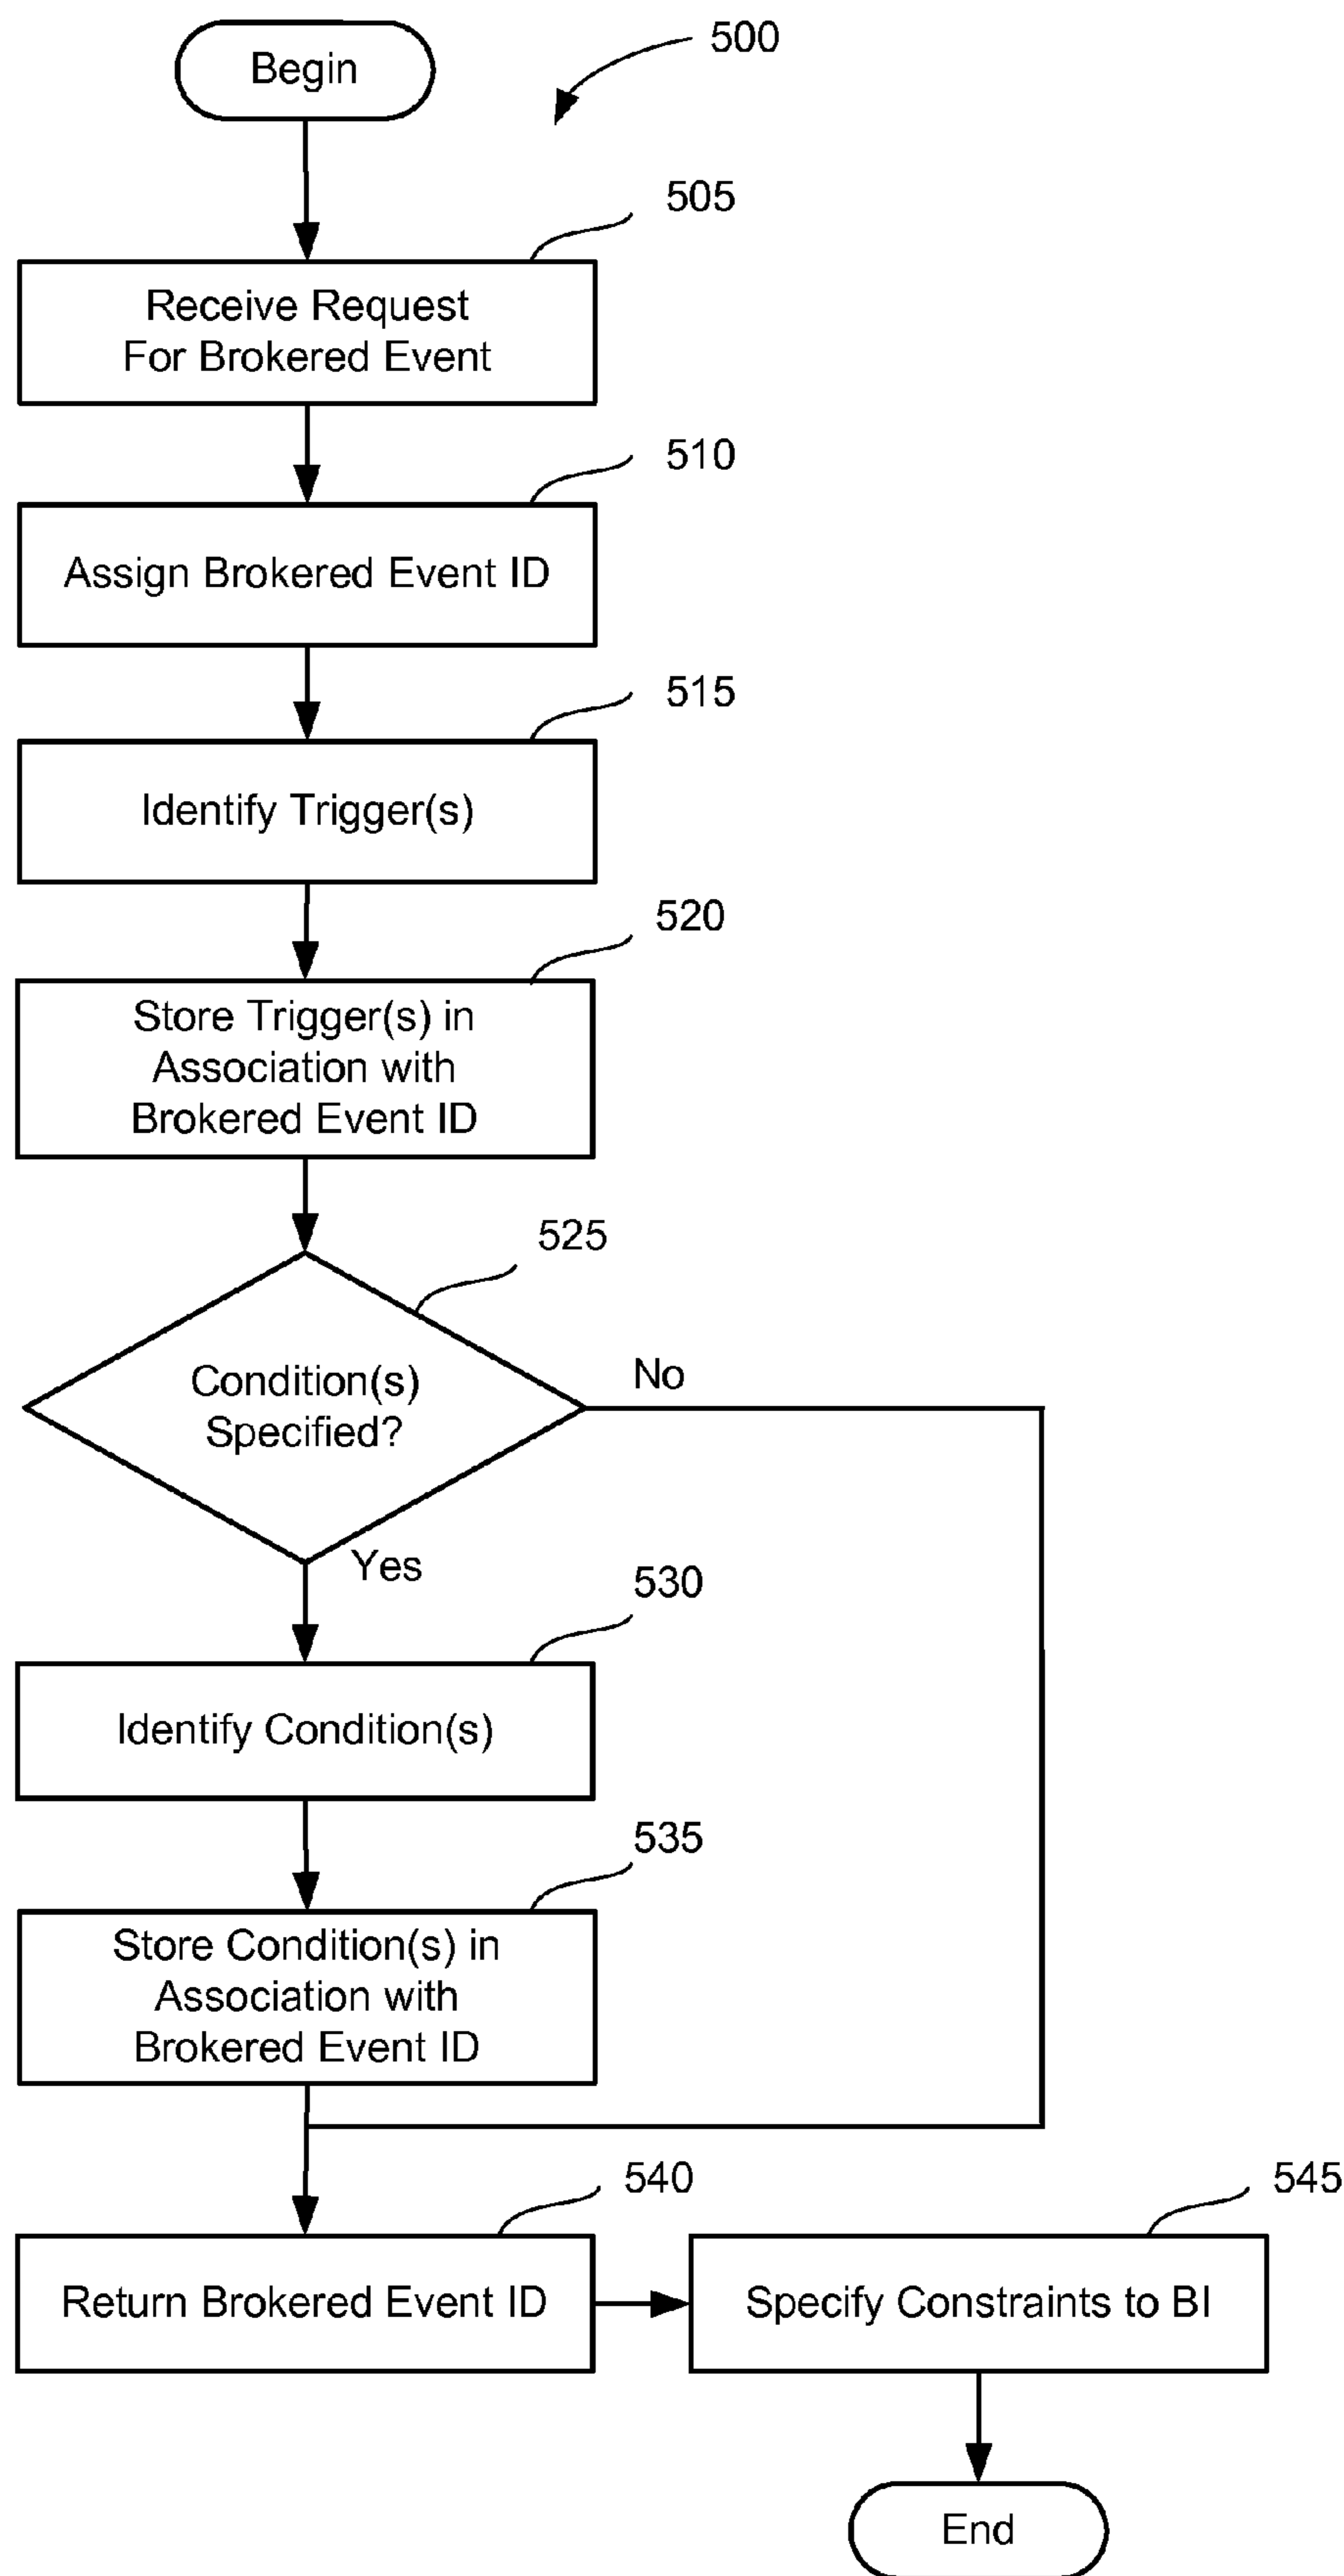 Begin
500
505
Receive Request
For Brokered Event
510
Assign Brokered Event ID
515
Identify Trigger(s)
520
Store Trigger(s) in
Association with
Brokered Event ID
525
Condition(s)
Specified?
No
Yes
530
Identify Condition(s)
535
Store Condition(s) in
Association with
Brokered Event ID
540
Return Brokered Event ID
545
Specify Constraints to BI
End